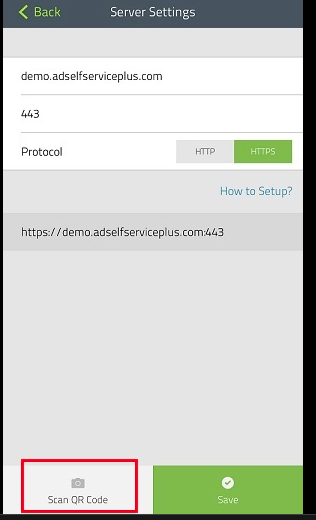 Back Server Settings
demo.adselfserviceplus.com
443
Protocol HTTP HTTPS
How to Setup?
https://demo.adselfserviceplus.com:443
Scan QR Code Save